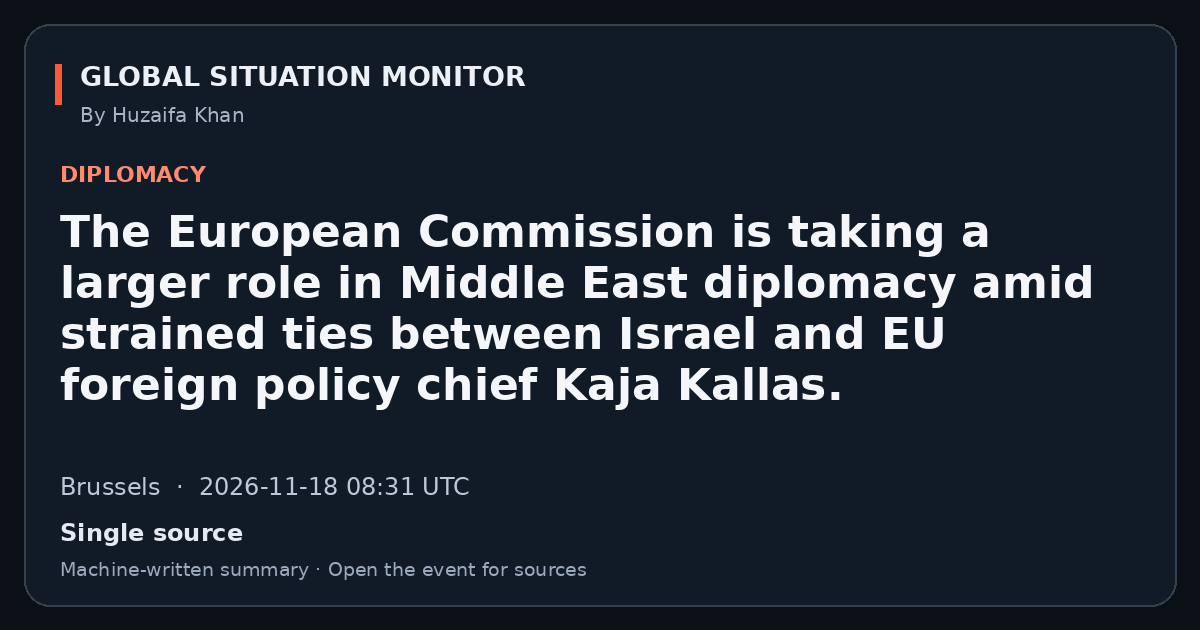 GLOBAL SITUATION MONITOR
By Huzaifa Khan
DIPLOMACY
The European Commission is taking a
larger role in Middle East diplomacy amid
strained ties between Israel and EU
foreign policy chief Kaja Kallas.
Brussels · 2026-11-18 08:31 UTC
Single source
Machine-written summary · Open the event for sources